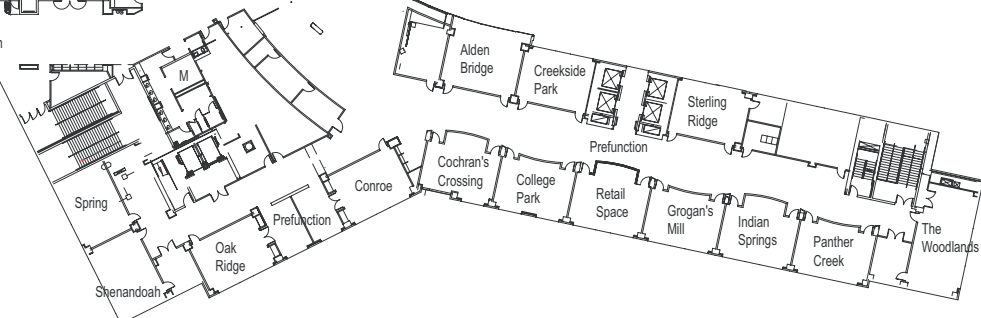 M
Alden
Bridge
Creekside
Park
Sterling
Ridge
Prefunction
Cochran's
Crossing
College
Park
Retail
Space
Grogan's
Mill
Indian
Springs
Panther
Creek
The
Woodlands
Spring
Conroe
Prefunction
Oak
Ridge
Shenandoah